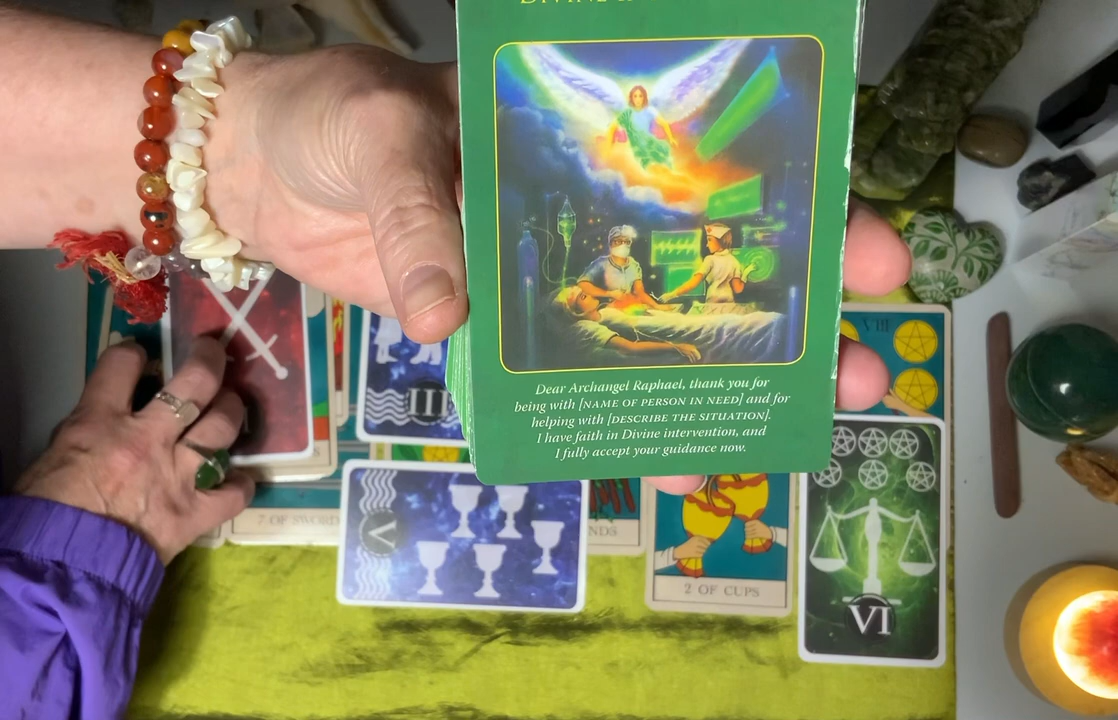 DIVINE
Dear Archangel Raphael, thank you for
being with [NAME OF PERSON IN NEED] and for
helping with [DESCRIBE THE SITUATION].
I have faith in Divine intervention, and
I fully accept your guidance now.
VIII
III
V
7 OF SWORD
NDS
2 OF CUPS
VI